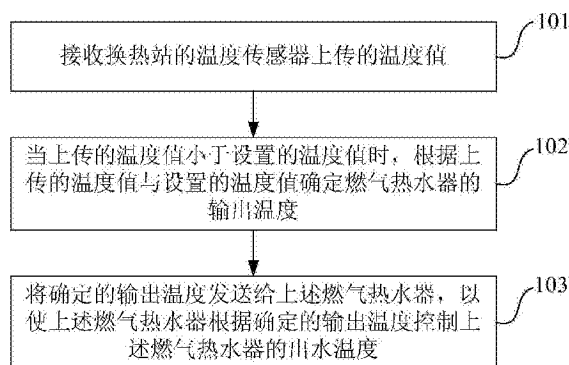 101
接收换热站的温度传感器上传的温度值
102
当上传的温度值小于设置的温度值时，根据上
传的温度值与设置的温度值确定燃气热水器的
输出温度
103
将确定的输出温度发送给上述燃气热水器，以
使上述燃气热水器根据确定的输出温度控制上
述燃气热水器的出水温度